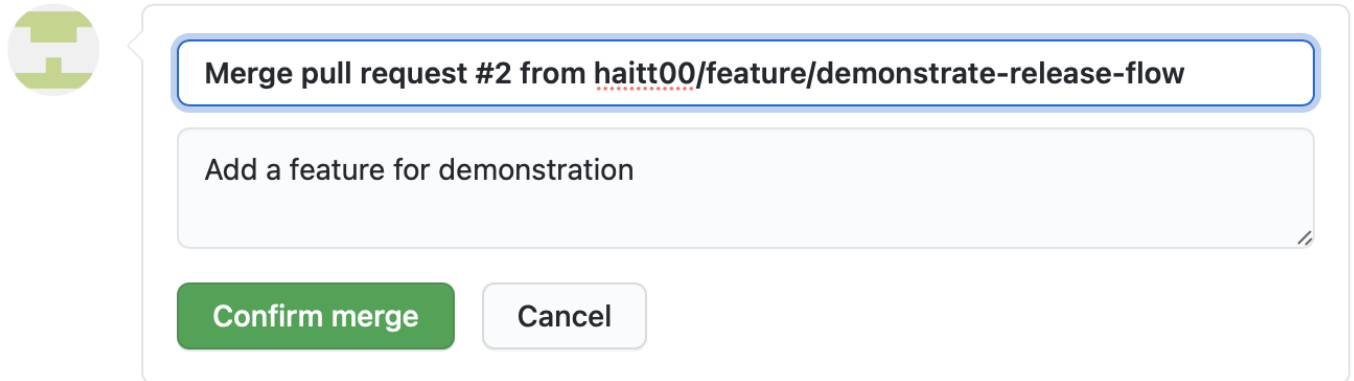 Merge pull request #2 from haitt00/feature/demonstrate-release-flow
Add a feature for demonstration
Confirm merge
Cancel